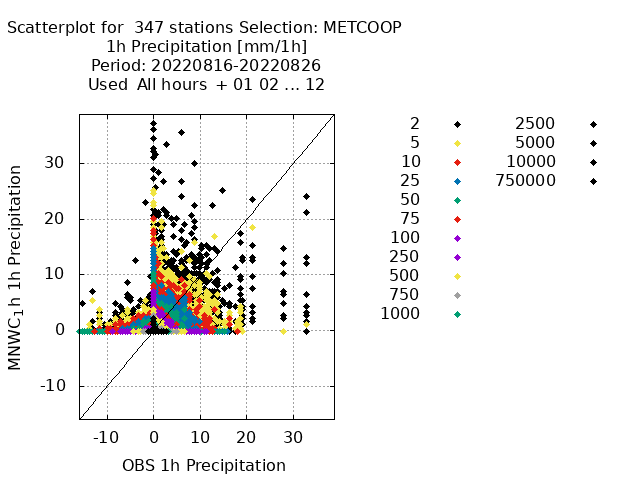 Scatterplot for 347 stations Selection: METCOOP
1h Precipitation [mm/1h]
Period: 20220816-20220826
Used All hours + 01 02 ... 12
2
5
10
25
50
75
100
250
500
750
1000
2500
5000
10000
750000
MNWC1h 1h Precipitation
30
20
10
0
-10
-10 0 10 20 30
OBS 1h Precipitation